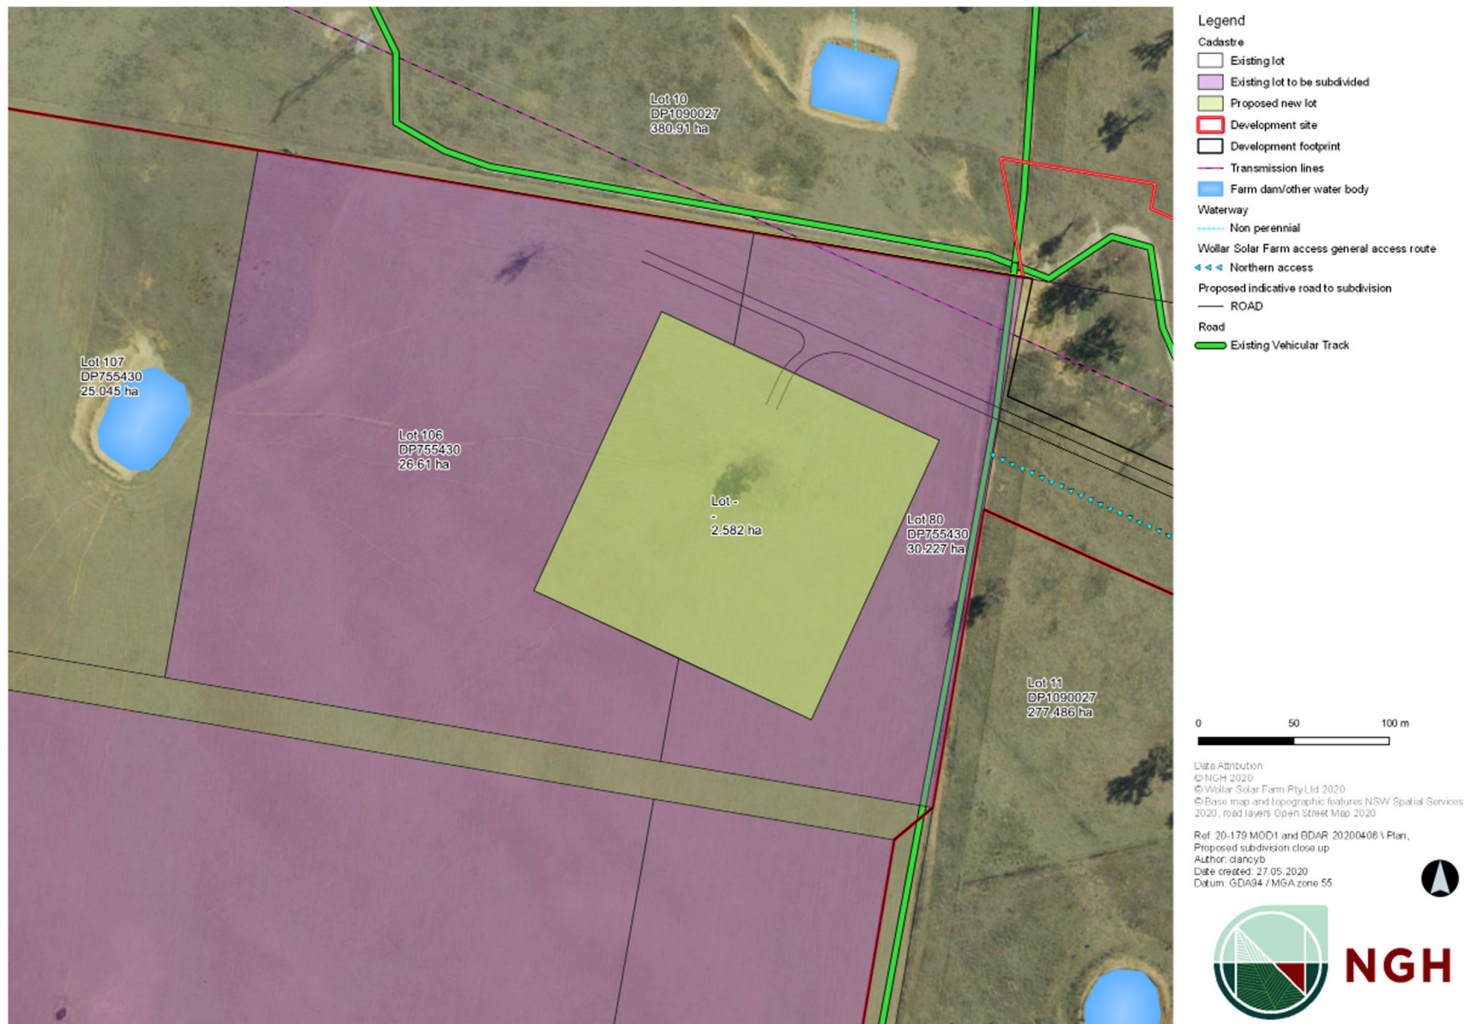 Lot 10
DP1090027
380.91 ha
Lot 107
DP755430
25.045 ha
Lot 106
DP755430
26.61 ha
Lot -
-
2.582 ha
Lot 80
DP755430
30.227 ha
Lot 11
DP1090027
277.486 ha
Legend
Cadastre
Existing lot
Existing lot to be subdivided
Proposed new lot
Development site
Development footprint
Transmission lines
Farm dam/other water body
Waterway
Non perennial
Wollar Solar Farm access general access route
Northern access
Proposed indicative road to subdivision
ROAD
Road
Existing Vehicular Track
0 50 100 m
Data Attribution
© NGH 2020
© Wollar Solar Farm Pty Ltd 2020
© Base map and topographic features NSW Spatial Services
2020, road layers Open Street Map 2020
Ref: 20-179 MOD1 and BDAR 20200406 \ Plan,
Proposed subdivision close up
Author: clancy.b
Date created: 27.05.2020
Datum: GDA94 / MGA zone 55
NGH